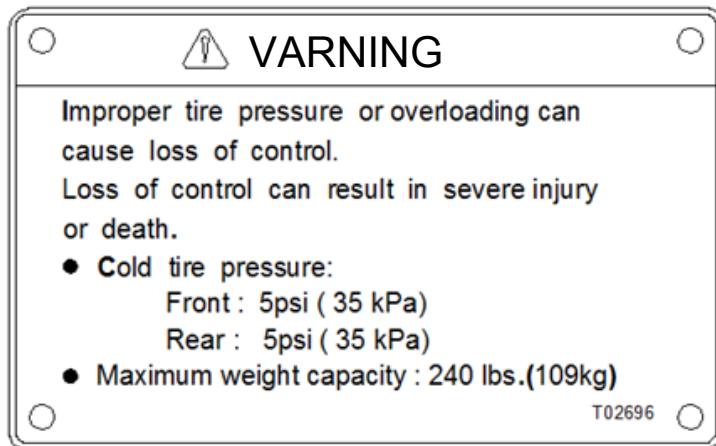 VARNING
Improper tire pressure or overloading can
cause loss of control.
Loss of control can result in severe injury
or death.
● Cold tire pressure:
Front : 5psi ( 35 kPa)
Rear : 5psi ( 35 kPa)
● Maximum weight capacity : 240 lbs.(109kg)
T02696